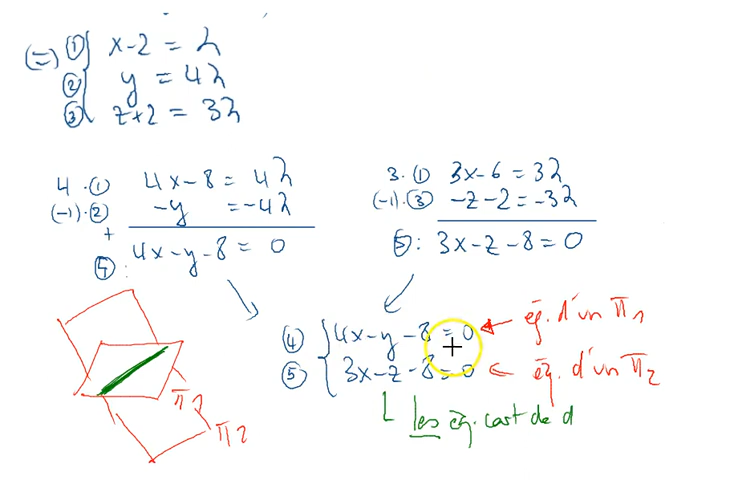 (=) ① x-2 = λ
② y = 4λ
③ z+2 = 3λ
4·① 4x-8 = 4λ
(-1)·② -y = -4λ
+
④: 4x-y-8 = 0
3·① 3x-6 = 3λ
(-1)·③ -z-2 = -3λ
⑤: 3x-z-8 = 0
④ 4x-y-8 = 0 ← éq. d'un π1
⑤ 3x-z-8 = 0 ← éq. d'un π2
les éq. cart de d
π2